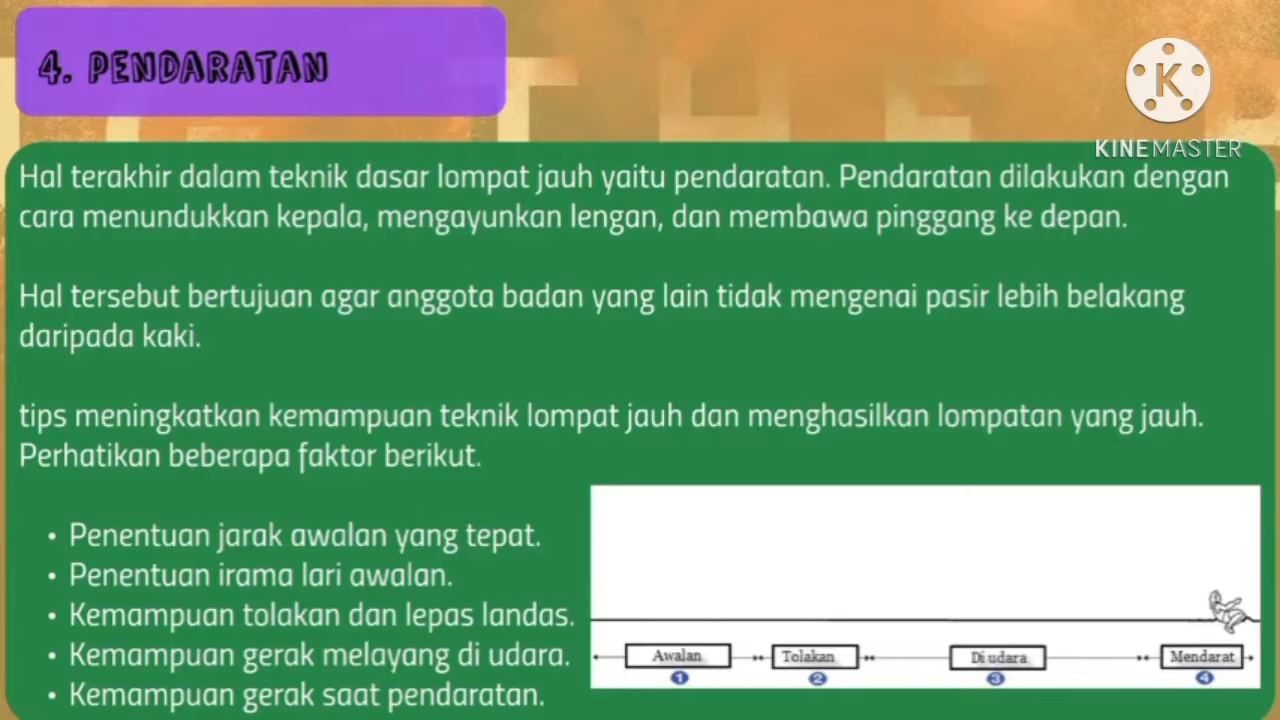 4. PENDARATAN
KINEMASTER
Hal terakhir dalam teknik dasar lompat jauh yaitu pendaratan. Pendaratan dilakukan dengan
cara menundukkan kepala, mengayunkan lengan, dan membawa pinggang ke depan.
Hal tersebut bertujuan agar anggota badan yang lain tidak mengenai pasir lebih belakang
daripada kaki.
tips meningkatkan kemampuan teknik lompat jauh dan menghasilkan lompatan yang jauh.
Perhatikan beberapa faktor berikut.
• Penentuan jarak awalan yang tepat.
• Penentuan irama lari awalan.
• Kemampuan tolakan dan lepas landas.
• Kemampuan gerak melayang di udara.
• Kemampuan gerak saat pendaratan.
Awalan Tolakan Di udara Mendarat
1 2 3 4